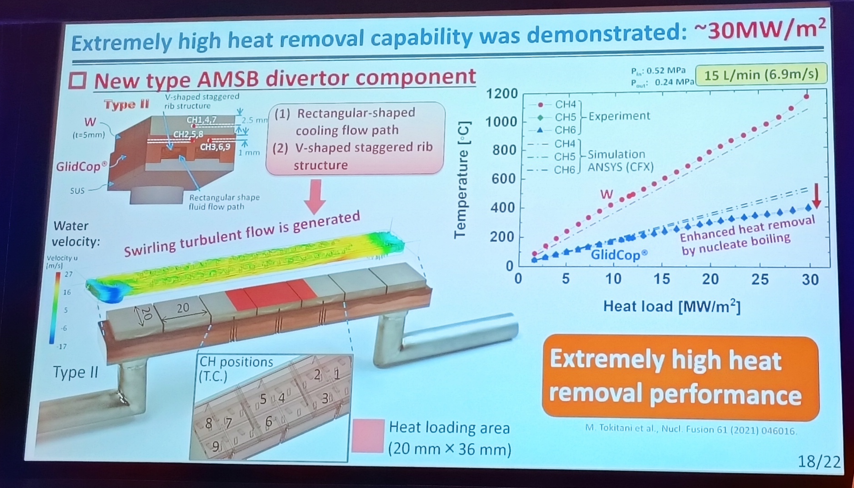 Extremely high heat removal capability was demonstrated: ~30MW/m²
New type AMSB divertor component
Type II
V-shaped staggered
rib structure
W
(t=5mm)
GlidCop®
SUS
CH1,4,7
CH2,5,8
CH3,6,9
2.5 mm
1 mm
Rectangular shape
fluid flow path
(1) Rectangular-shaped
cooling flow path
(2) V-shaped staggered rib
structure
Swirling turbulent flow is generated
Water
velocity:
Velocity u
[m/s]
27
16
5
-6
-17
20
20
Type II
CH positions
(T.C.)
1
2
3
4
5
6
7
8
9
Heat loading area
(20 mm × 36 mm)
Pin: 0.52 MPa
Pout: 0.24 MPa
15 L/min (6.9m/s)
Temperature [°C]
1200
1000
800
600
400
200
0
CH4
CH5
CH6
Experiment
CH4
CH5
CH6
Simulation
ANSYS (CFX)
W
GlidCop®
Enhanced heat removal
by nucleate boiling
0 5 10 15 20 25 30
Heat load [MW/m²]
Extremely high heat
removal performance
M. Tokitani et al., Nucl. Fusion 61 (2021) 046016.
18/22